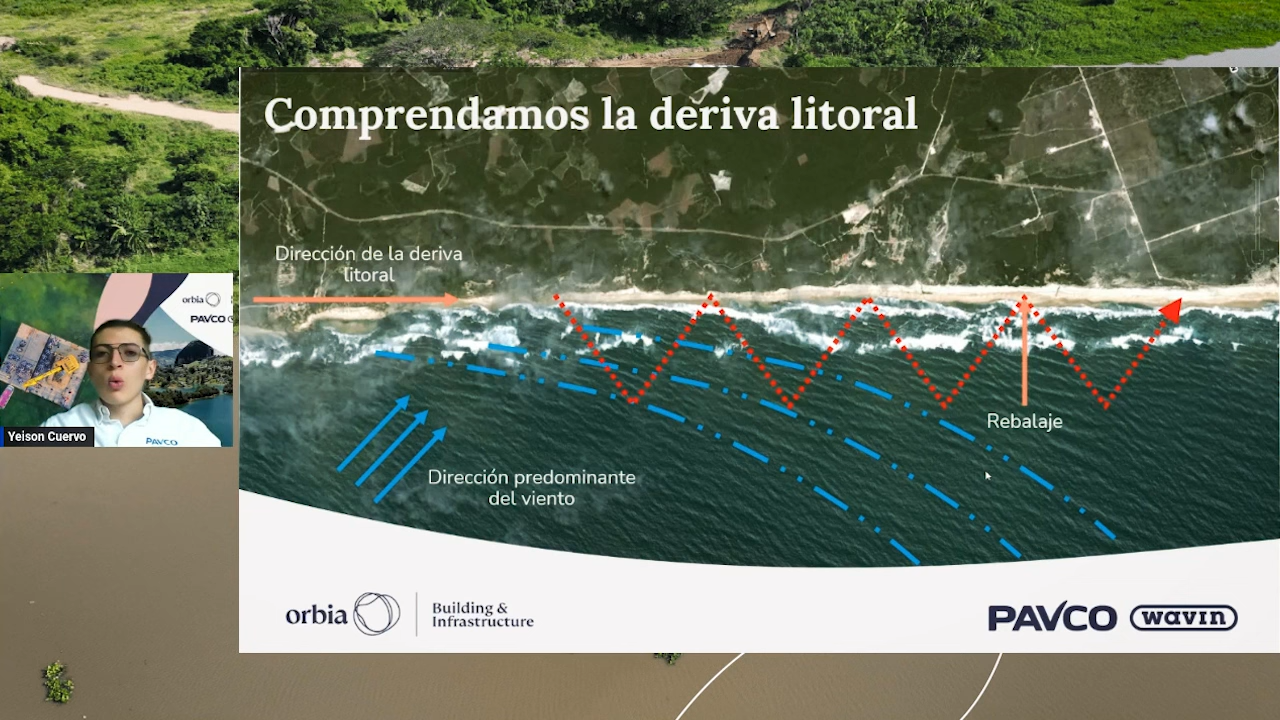 Comprendamos la deriva litoral
Dirección de la deriva
litoral
orbia
PAVCO
PAVCO
Yeison Cuervo
Rebalaje
Dirección predominante
del viento
orbia
Building &
Infrastructure
PAVCO wavin